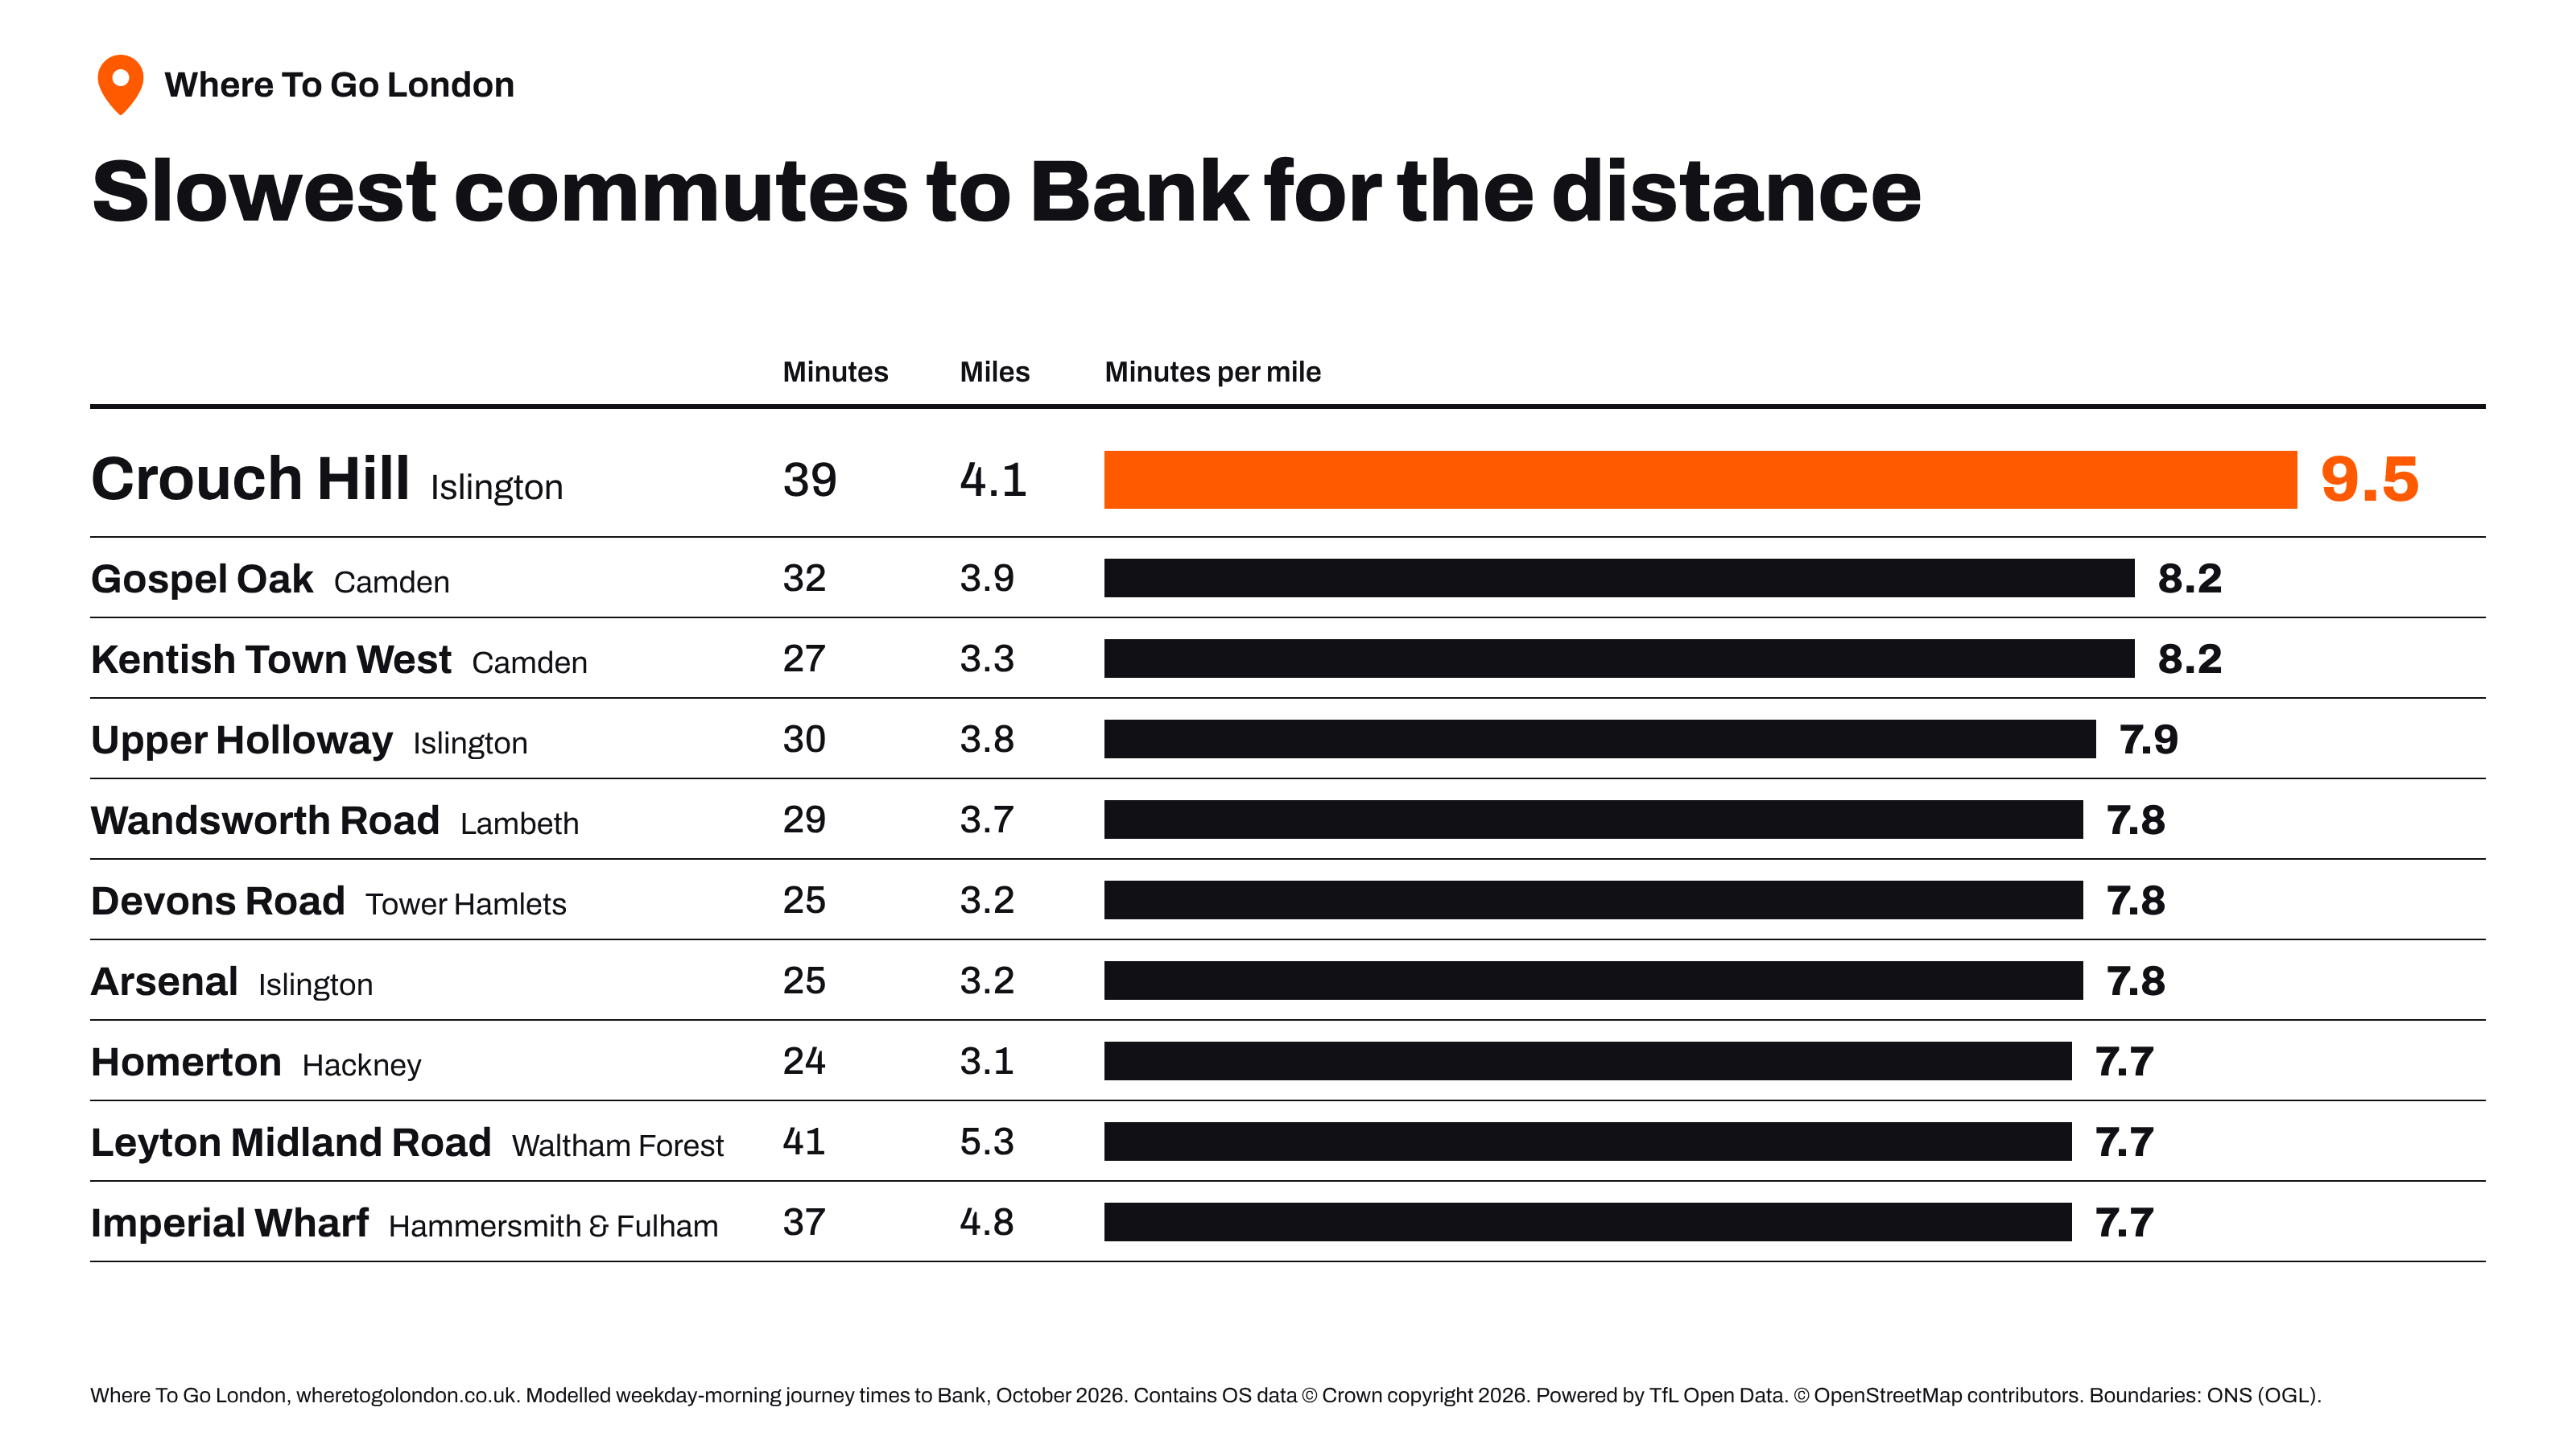 Where To Go London
Slowest commutes to Bank for the distance
Minutes Miles Minutes per mile
Crouch Hill Islington 39 4.1 9.5
Gospel Oak Camden 32 3.9 8.2
Kentish Town West Camden 27 3.3 8.2
Upper Holloway Islington 30 3.8 7.9
Wandsworth Road Lambeth 29 3.7 7.8
Devons Road Tower Hamlets 25 3.2 7.8
Arsenal Islington 25 3.2 7.8
Homerton Hackney 24 3.1 7.7
Leyton Midland Road Waltham Forest 41 5.3 7.7
Imperial Wharf Hammersmith & Fulham 37 4.8 7.7
Where To Go London, wheretogolondon.co.uk. Modelled weekday-morning journey times to Bank, October 2026. Contains OS data © Crown copyright 2026. Powered by TfL Open Data. © OpenStreetMap contributors. Boundaries: ONS (OGL).